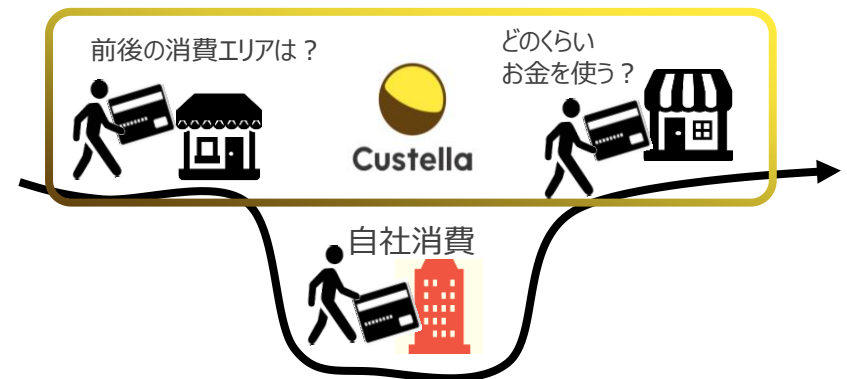 前後の消費エリアは？
どのくらい
お金を使う？
Custella
自社消費